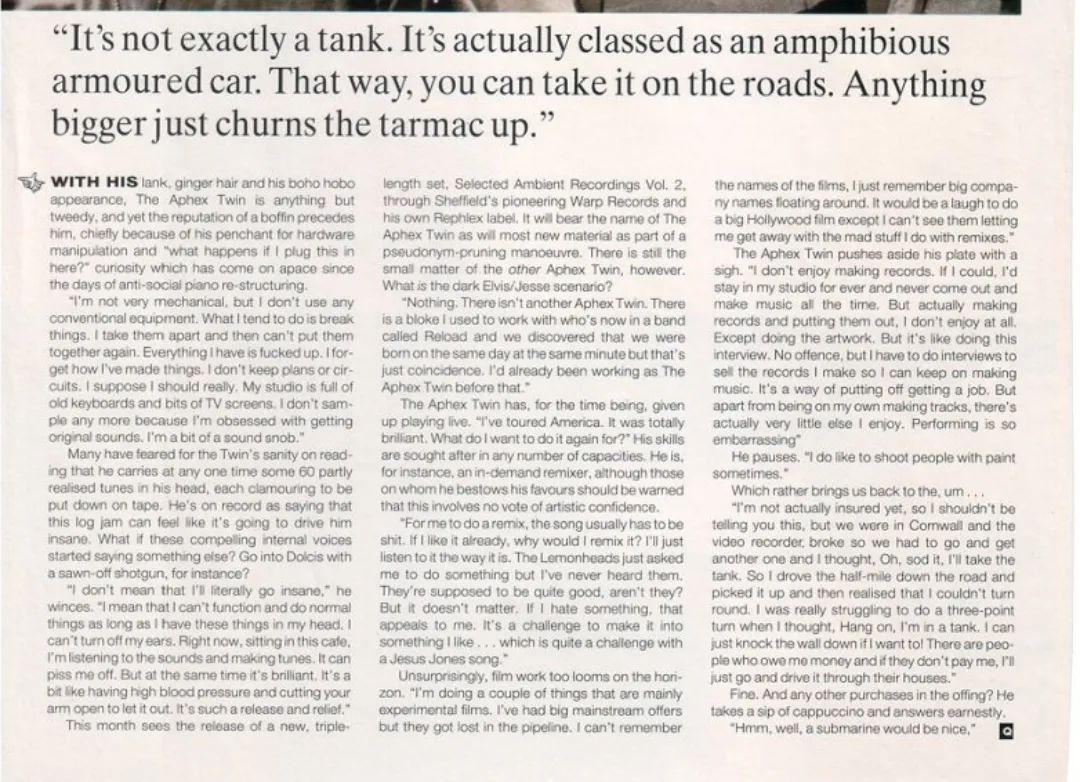 “It’s not exactly a tank. It’s actually classed as an amphibious
armoured car. That way, you can take it on the roads. Anything
bigger just churns the tarmac up.”
WITH HIS lank, ginger hair and his boho hobo
appearance, The Aphex Twin is anything but
tweedy, and yet the reputation of a boffin precedes
him, chiefly because of his penchant for hardware
manipulation and “what happens if I plug this in
here?” curiosity which has come on apace since
the days of anti-social piano re-structuring.
“I’m not very mechanical, but I don’t use any
conventional equipment. What I tend to do is break
things. I take them apart and then can’t put them
together again. Everything I have is fucked up. I for-
get how I’ve made things. I don’t keep plans or cir-
cuits. I suppose I should really. My studio is full of
old keyboards and bits of TV screens. I don’t sam-
ple any more because I’m obsessed with getting
original sounds. I’m a bit of a sound snob.”
Many have feared for the Twin’s sanity on read-
ing that he carries at any one time some 60 partly
realised tunes in his head, each clamouring to be
put down on tape. He’s on record as saying that
this log jam can feel like it’s going to drive him
insane. What if these compelling internal voices
started saying something else? Go into Dolcis with
a sawn-off shotgun, for instance?
“I don’t mean that I’ll literally go insane,” he
winces. “I mean that I can’t function and do normal
things as long as I have these things in my head. I
can’t turn off my ears. Right now, sitting in this cafe,
I’m listening to the sounds and making tunes. It can
piss me off. But at the same time it’s brilliant. It’s a
bit like having high blood pressure and cutting your
arm open to let it out. It’s such a release and relief.”
This month sees the release of a new, triple-
length set, Selected Ambient Recordings Vol. 2,
through Sheffield’s pioneering Warp Records and
his own Rephlex label. It will bear the name of The
Aphex Twin as will most new material as part of a
pseudonym-pruning manoeuvre. There is still the
small matter of the other Aphex Twin, however.
What is the dark Elvis/Jesse scenario?
“Nothing. There isn’t another Aphex Twin. There
is a bloke I used to work with who’s now in a band
called Reload and we discovered that we were
born on the same day at the same minute but that’s
just coincidence. I’d already been working as The
Aphex Twin before that.”
The Aphex Twin has, for the time being, given
up playing live. “I’ve toured America. It was totally
brilliant. What do I want to do it again for?” His skills
are sought after in any number of capacities. He is,
for instance, an in-demand remixer, although those
on whom he bestows his favours should be warned
that this involves no vote of artistic confidence.
“For me to do a remix, the song usually has to be
shit. If I like it already, why would I remix it? I’ll just
listen to it the way it is. The Lemonheads just asked
me to do something but I’ve never heard them.
They’re supposed to be quite good, aren’t they?
But it doesn’t matter. If I hate something, that
appeals to me. It’s a challenge to make it into
something I like . . . which is quite a challenge with
a Jesus Jones song.”
Unsurprisingly, film work too looms on the hori-
zon. “I’m doing a couple of things that are mainly
experimental films. I’ve had big mainstream offers
but they got lost in the pipeline. I can’t remember
the names of the films, I just remember big compa-
ny names floating around. It would be a laugh to do
a big Hollywood film except I can’t see them letting
me get away with the mad stuff I do with remixes.”
The Aphex Twin pushes aside his plate with a
sigh. “I don’t enjoy making records. If I could, I’d
stay in my studio for ever and never come out and
make music all the time. But actually making
records and putting them out, I don’t enjoy at all.
Except doing the artwork. But it’s like doing this
interview. No offence, but I have to do interviews to
sell the records I make so I can keep on making
music. It’s a way of putting off getting a job. But
apart from being on my own making tracks, there’s
actually very little else I enjoy. Performing is so
embarrassing”
He pauses. “I do like to shoot people with paint
sometimes.”
Which rather brings us back to the, um . . .
“I’m not actually insured yet, so I shouldn’t be
telling you this, but we were in Cornwall and the
video recorder, broke so we had to go and get
another one and I thought, Oh, sod it, I’ll take the
tank. So I drove the half-mile down the road and
picked it up and then realised that I couldn’t turn
round. I was really struggling to do a three-point
turn when I thought, Hang on, I’m in a tank. I can
just knock the wall down if I want to! There are peo-
ple who owe me money and if they don’t pay me, I’ll
just go and drive it through their houses.”
Fine. And any other purchases in the offing? He
takes a sip of cappuccino and answers earnestly.
“Hmm, well, a submarine would be nice,”
Q